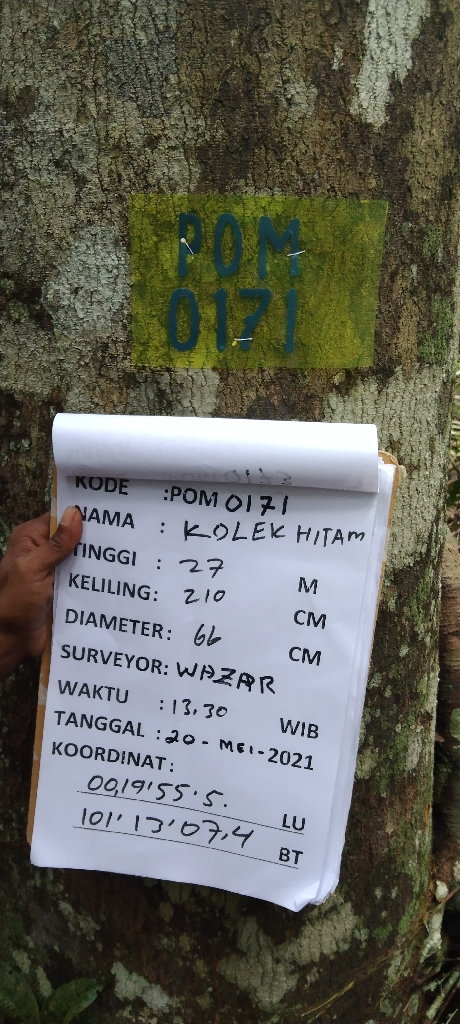 POM
0171
KODE :POM 0171
NAMA : KOLEK HITAM
TINGGI : 27 M
KELILING: 210 CM
DIAMETER: 66 CM
SURVEYOR: WAZAR
WAKTU : 13.30 WIB
TANGGAL : 20 - MEI - 2021
KOORDINAT:
00,19'55'5. LU
101' 13'07,4 BT